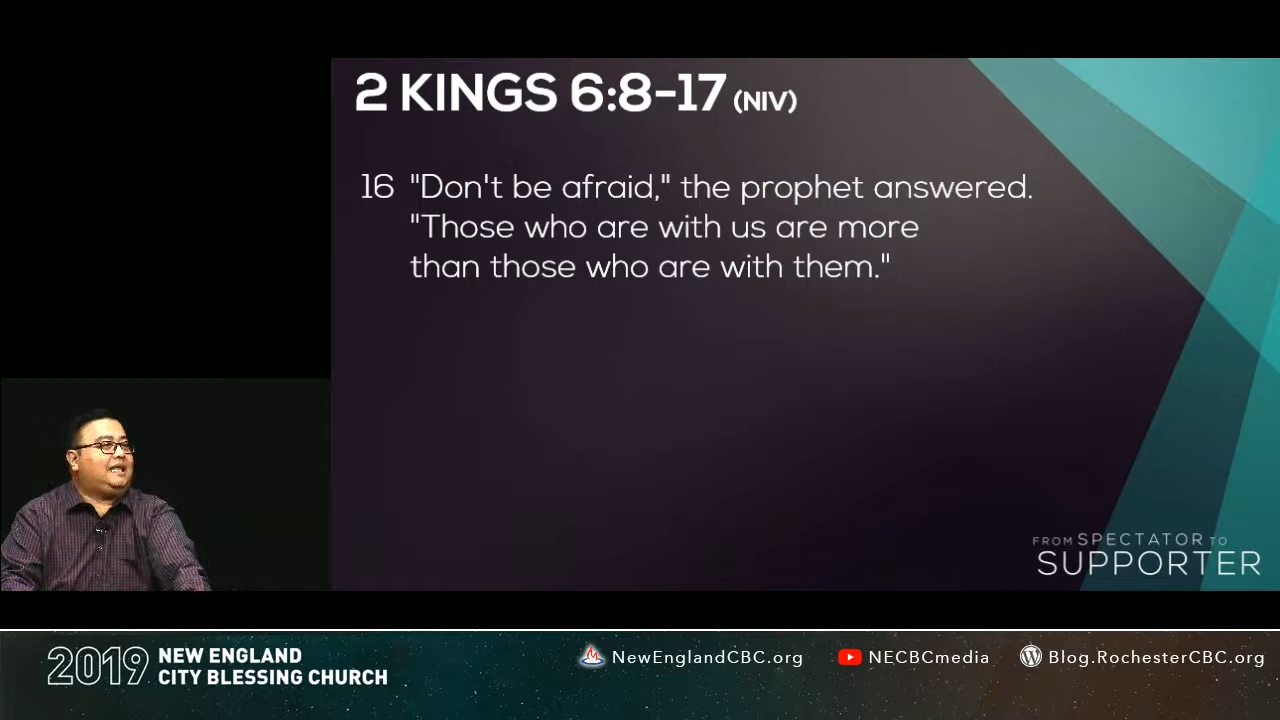 2 KINGS 6:8-17 (NIV)
16 "Don't be afraid," the prophet answered.
"Those who are with us are more
than those who are with them."
FROM SPECTATOR TO
SUPPORTER
2019 NEW ENGLAND
CITY BLESSING CHURCH
NewEnglandCBC.org
NECBCmedia
Blog.RochesterCBC.org